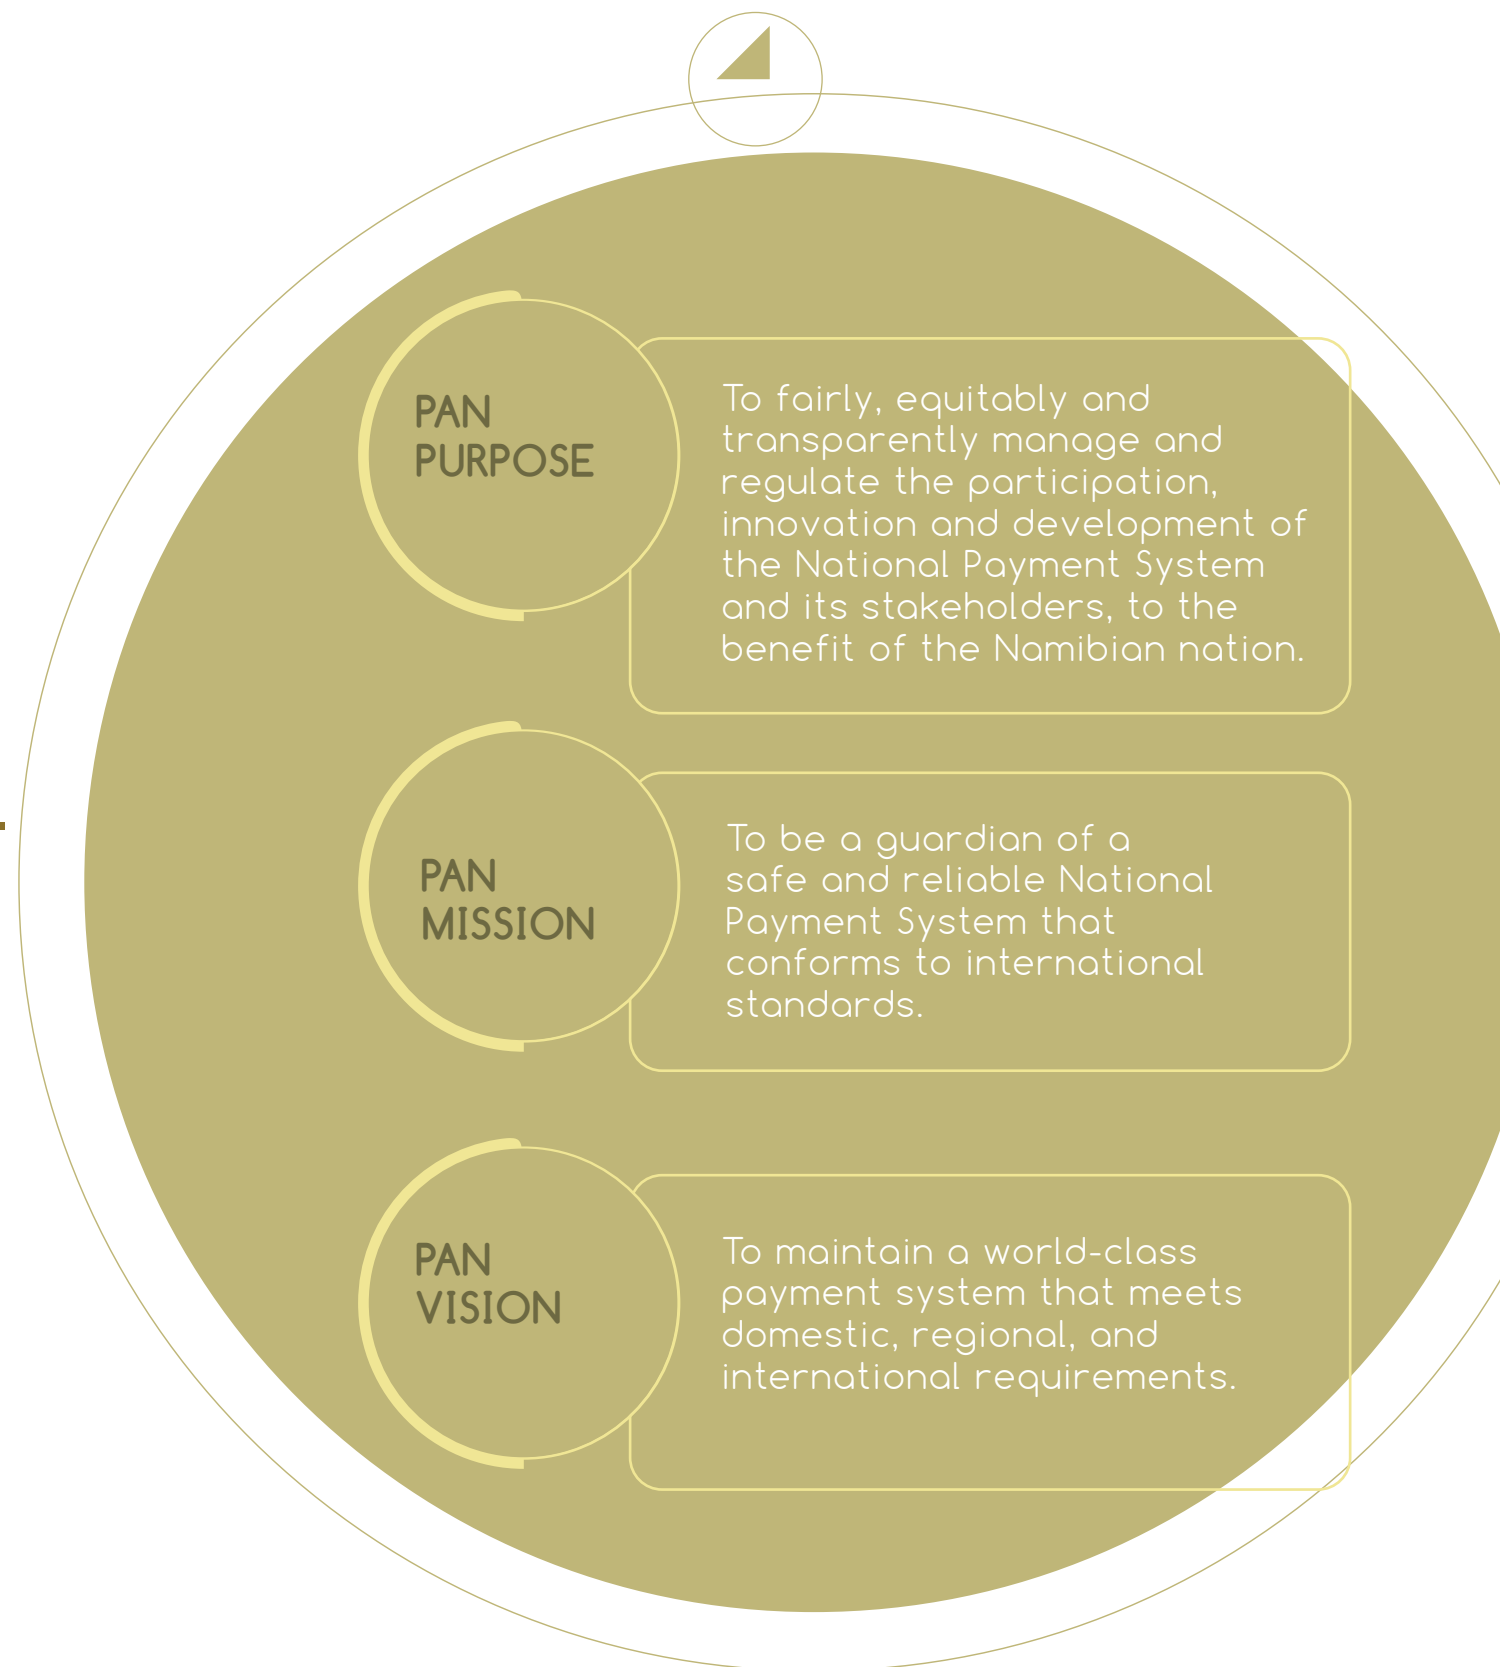 PAN
PURPOSE
To fairly, equitably and
transparently manage and
regulate the participation,
innovation and development of
the National Payment System
and its stakeholders, to the
benefit of the Namibian nation.
PAN
MISSION
To be a guardian of a
safe and reliable National
Payment System that
conforms to international
standards.
PAN
VISION
To maintain a world-class
payment system that meets
domestic, regional, and
international requirements.